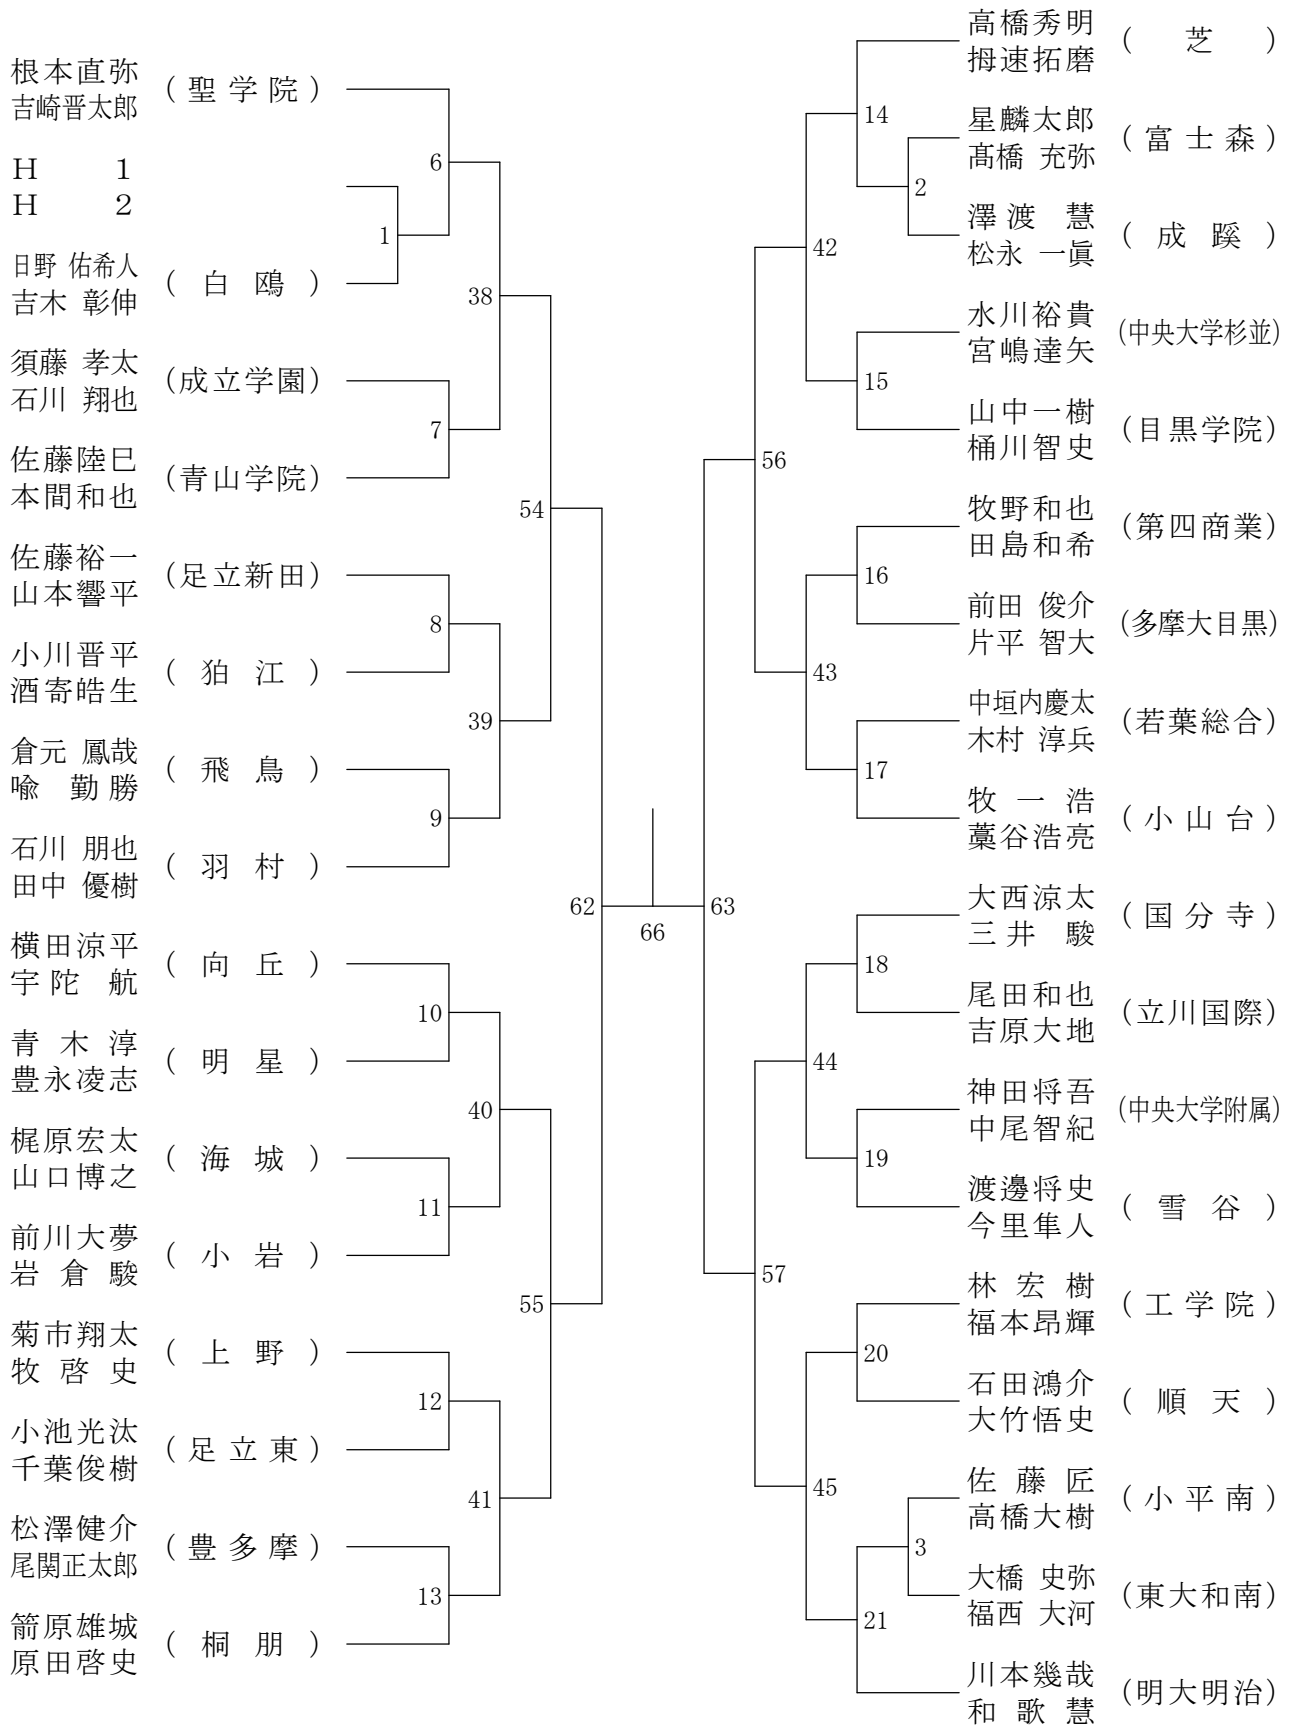 根本直弥
吉崎晋太郎
(聖学院)
H 1
H 2
日野 佑希人
吉木 彰伸
(白鴎)
須藤 孝太
石川 翔也
(成立学園)
佐藤陸巳
本間和也
(青山学院)
佐藤裕一
山本響平
(足立新田)
小川晋平
酒寄皓生
(狛江)
倉元 鳳哉
喩 勤勝
(飛鳥)
石川 朋也
田中 優樹
(羽村)
横田涼平
宇陀 航
(向丘)
青木淳
豊永凌志
(明星)
梶原宏太
山口博之
(海城)
前川大夢
岩倉駿
(小岩)
菊市翔太
牧啓史
(上野)
小池光汰
千葉俊樹
(足立東)
松澤健介
尾関正太郎
(豊多摩)
箭原雄城
原田啓史
(桐朋)
1
6
7
8
9
10
11
12
13
38
39
40
41
54
55
62
66
63
56
57
42
43
44
45
14
2
15
16
17
18
19
20
3
21
高橋秀明
拇速拓磨
(芝)
星麟太郎
髙橋 充弥
(富士森)
澤渡 慧
松永 一眞
(成蹊)
水川裕貴
宮嶋達矢
(中央大学杉並)
山中一樹
桶川智史
(目黒学院)
牧野和也
田島和希
(第四商業)
前田 俊介
片平 智大
(多摩大目黒)
中垣内慶太
木村 淳兵
(若葉総合)
牧一浩
藁谷浩亮
(小山台)
大西涼太
三井 駿
(国分寺)
尾田和也
吉原大地
(立川国際)
神田将吾
中尾智紀
(中央大学附属)
渡邊将史
今里隼人
(雪谷)
林宏樹
福本昂輝
(工学院)
石田鴻介
大竹悟史
(順天)
佐藤匠
高橋大樹
(小平南)
大橋 史弥
福西 大河
(東大和南)
川本幾哉
和歌慧
(明大明治)